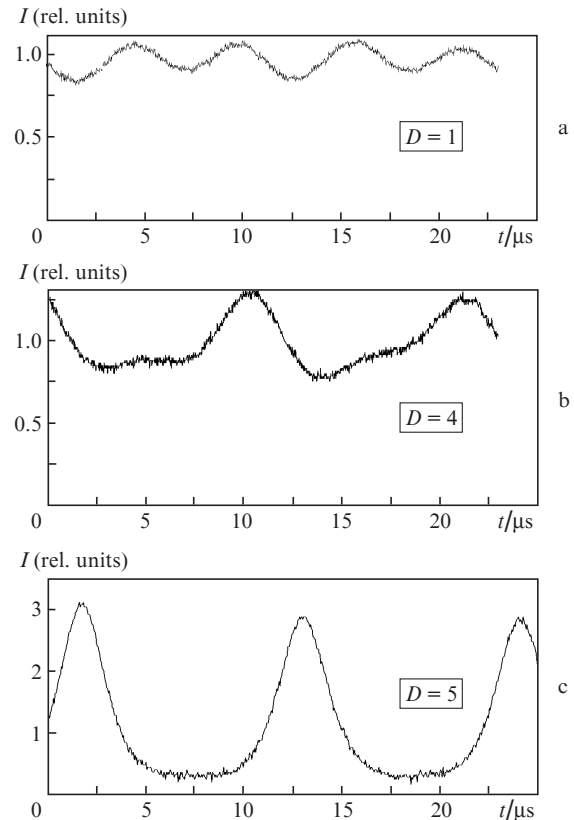 I (rel. units)
1.0
0.5
D = 1
a
0 5 10 15 20 t/μs
I (rel. units)
1.0
0.5
D = 4
b
0 5 10 15 20 t/μs
I (rel. units)
3
2
1
D = 5
c
0 5 10 15 20 t/μs